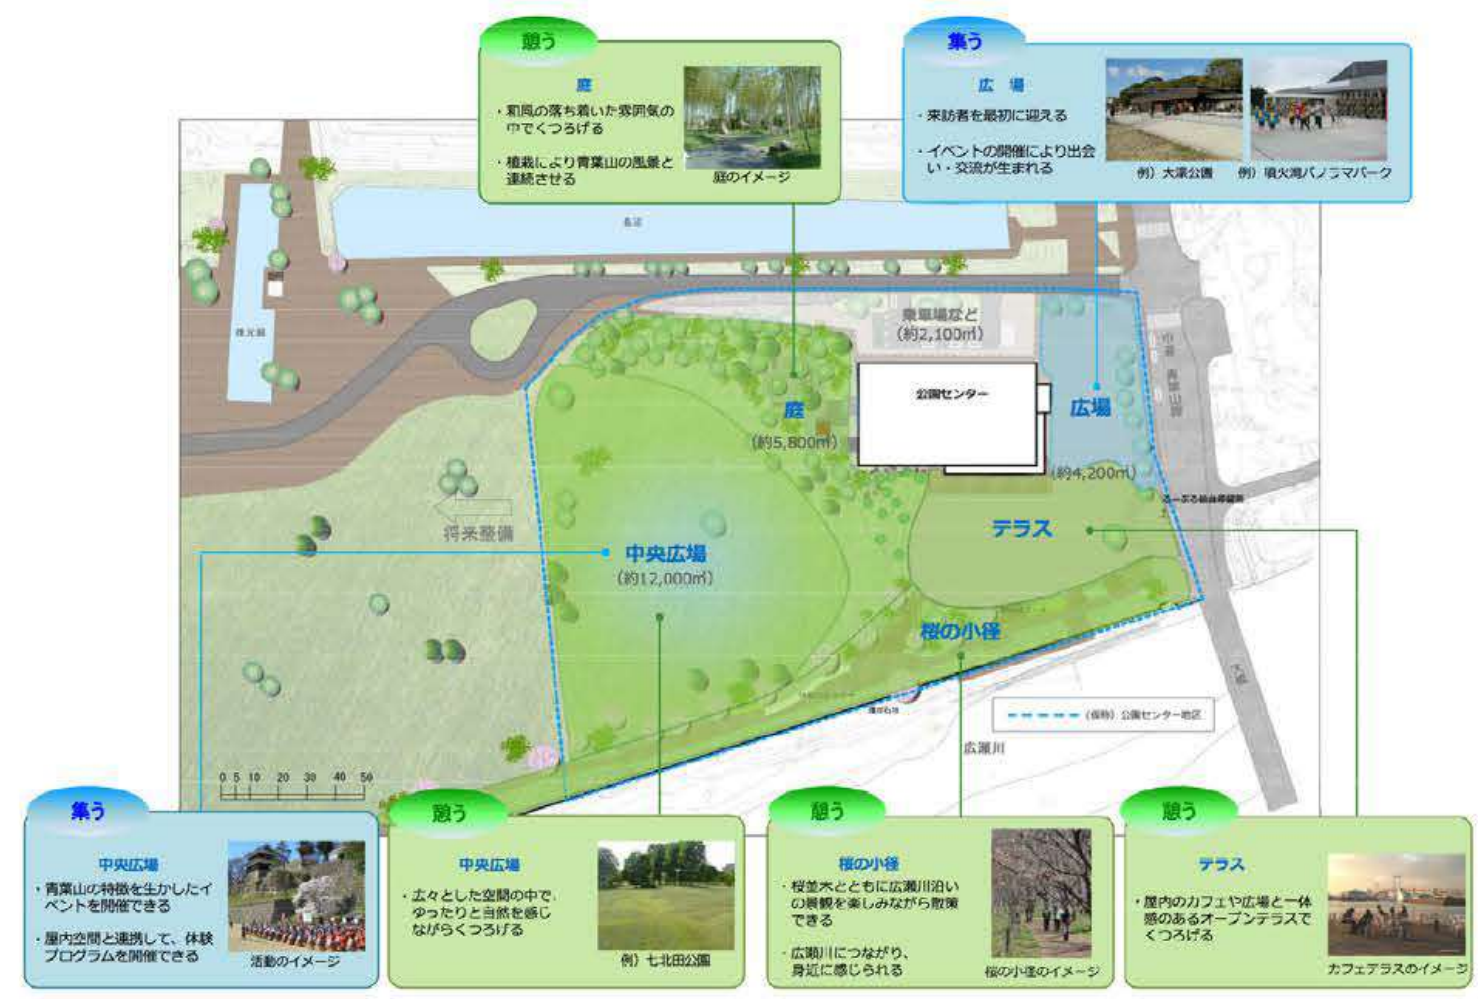 憩う
庭
・和風の落ち着いた雰囲気の
中でくつろげる
・植栽により青葉山の風景と
連続させる
庭のイメージ
集う
広 場
・来訪者を最初に迎える
・イベントの開催により出会
い・交流が生まれる
例）大濠公園
例）噴火湾パノラマパーク
長沼
乗車場など
(約2,100㎡)
公園センター
庭
(約5,800㎡)
広場
(約4,200㎡)
るーぷる仙台停留所
テラス
将来整備
中央広場
(約12,000㎡)
桜の小径
広瀬川
(仮称) 公園センター地区
0 5 10 20 30 40 50
集う
中央広場
・青葉山の特徴を生かしたイ
ベントを開催できる
・屋内空間と連携して、体験
プログラムを開催できる
活動のイメージ
憩う
中央広場
・広々とした空間の中で、
ゆったりと自然を感じ
ながらくつろげる
例）七北田公園
憩う
桜の小径
・桜並木とともに広瀬川沿い
の景観を楽しみながら散策
できる
・広瀬川につながり、
身近に感じられる
桜の小径のイメージ
憩う
テラス
・屋内のカフェや広場と一体
感のあるオープンテラスで
くつろげる
カフェテラスのイメージ